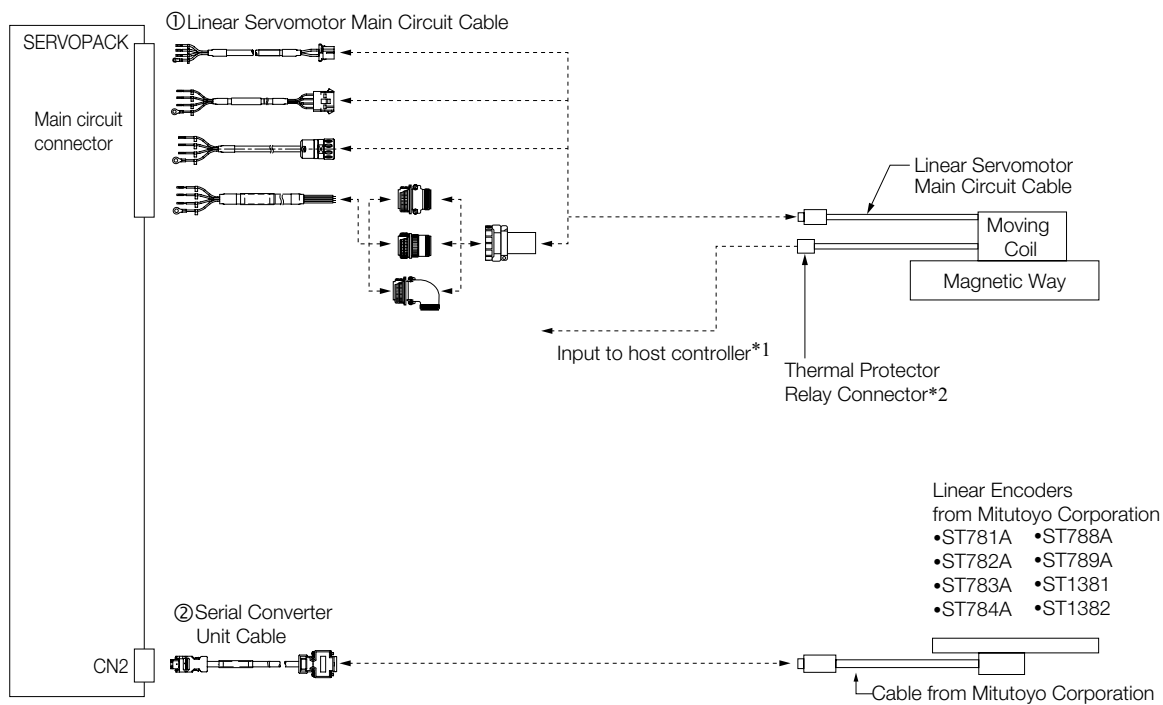 ①Linear Servomotor Main Circuit Cable
SERVOPACK
Main circuit
connector
Linear Servomotor
Main Circuit Cable
Moving
Coil
Magnetic Way
Input to host controller*1
Thermal Protector
Relay Connector*2
Linear Encoders
from Mitutoyo Corporation
•ST781A •ST788A
•ST782A •ST789A
•ST783A •ST1381
•ST784A •ST1382
②Serial Converter
Unit Cable
CN2
Cable from Mitutoyo Corporation